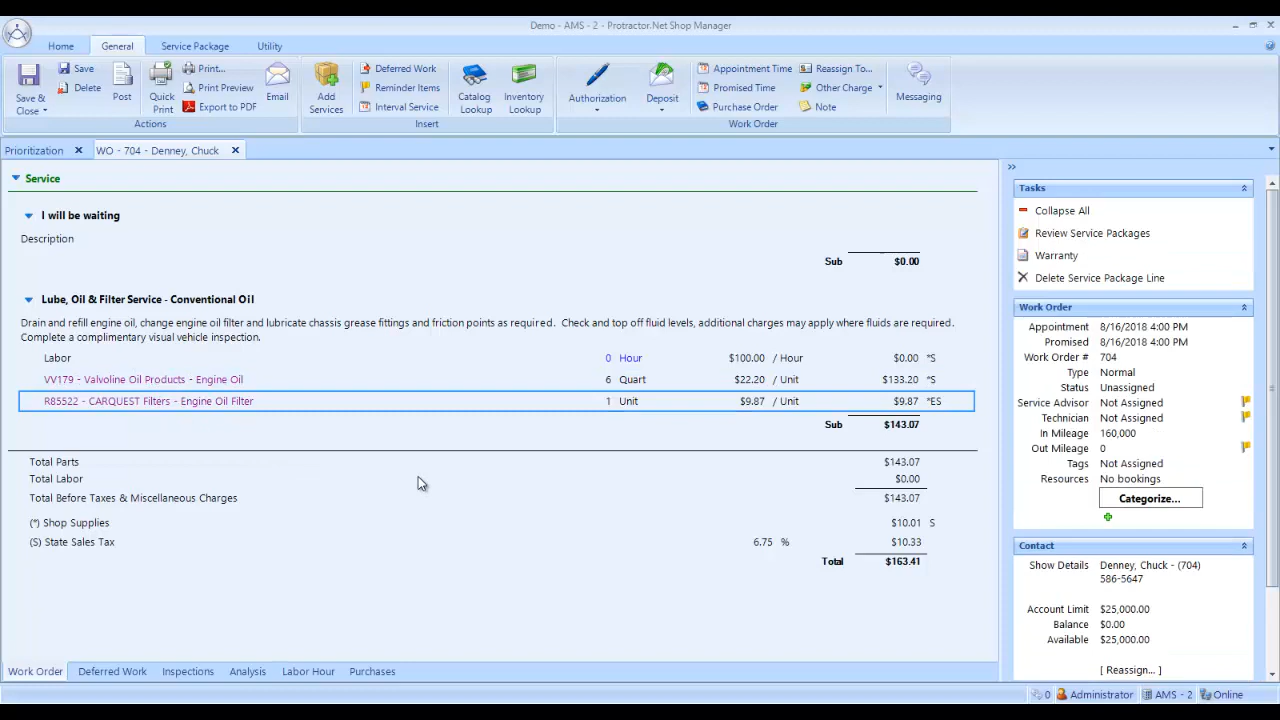 Demo - AMS - 2 - Protractor.Net Shop Manager
Home General Service Package Utility
Save & Close Save Delete Post Quick Print Print... Print Preview Export to PDF Email
Add Services Deferred Work Reminder Items Interval Service Catalog Lookup Inventory Lookup
Authorization Deposit Appointment Time Promised Time Purchase Order Reassign To... Other Charge Note Messaging
Actions Insert Work Order
Prioritization WO - 704 - Denney, Chuck
Service
I will be waiting
Description
Sub $0.00
Lube, Oil & Filter Service - Conventional Oil
Drain and refill engine oil, change engine oil filter and lubricate chassis grease fittings and friction points as required. Check and top off fluid levels, additional charges may apply where fluids are required.
Complete a complimentary visual vehicle inspection.
Labor 0 Hour $100.00 / Hour $0.00 *S
VV179 - Valvoline Oil Products - Engine Oil 6 Quart $22.20 / Unit $133.20 *S
R85522 - CARQUEST Filters - Engine Oil Filter 1 Unit $9.87 / Unit $9.87 *ES
Sub $143.07
Total Parts $143.07
Total Labor $0.00
Total Before Taxes & Miscellaneous Charges $143.07
(*) Shop Supplies $10.01 S
(S) State Sales Tax 6.75 % $10.33
Total $163.41
Tasks
Collapse All
Review Service Packages
Warranty
Delete Service Package Line
Work Order
Appointment 8/16/2018 4:00 PM
Promised 8/16/2018 4:00 PM
Work Order # 704
Type Normal
Status Unassigned
Service Advisor Not Assigned
Technician Not Assigned
In Mileage 160,000
Out Mileage 0
Tags Not Assigned
Resources No bookings
Categorize...
Contact
Show Details Denney, Chuck - (704)
586-5647
Account Limit $25,000.00
Balance $0.00
Available $25,000.00
[ Reassign... ]
Work Order Deferred Work Inspections Analysis Labor Hour Purchases
0 Administrator AMS - 2 Online